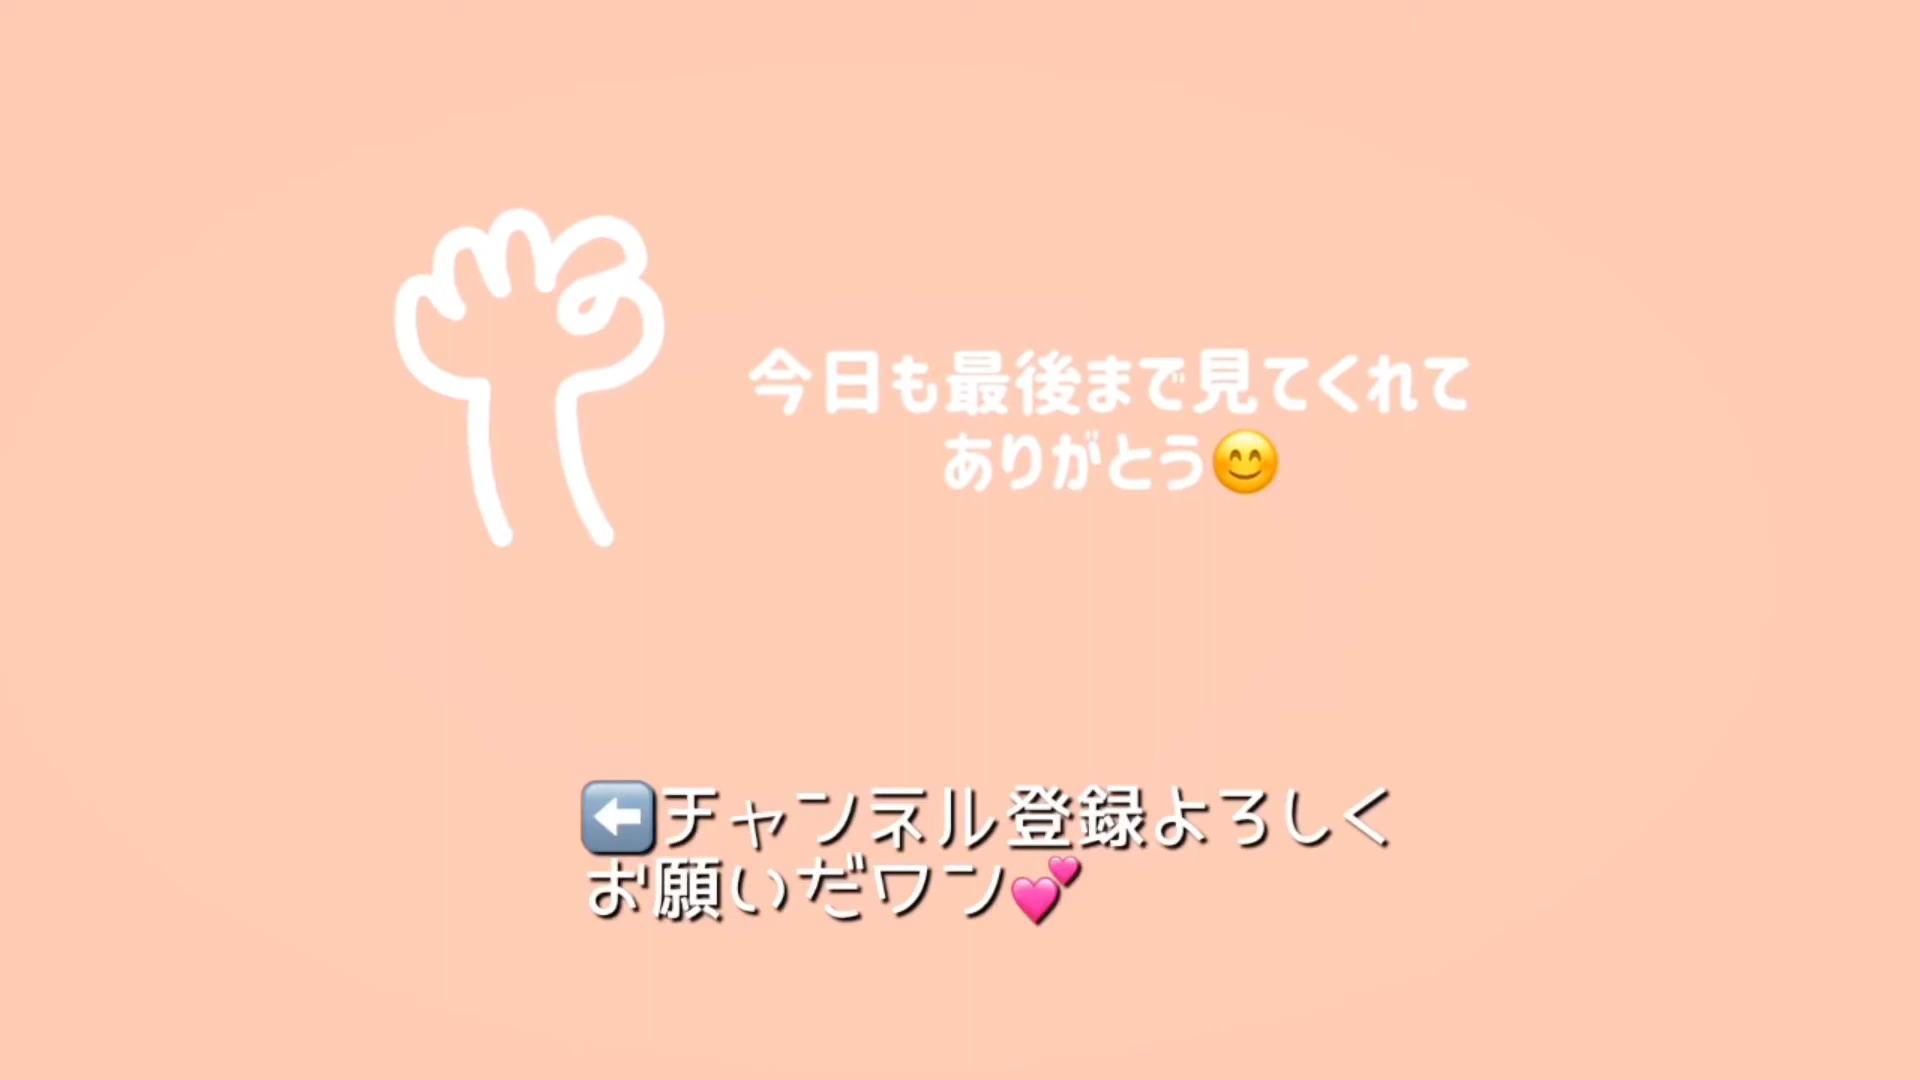 今日も最後まで見てくれて
ありがとう😊
⬅️チャンネル登録よろしく
お願いだワン💕